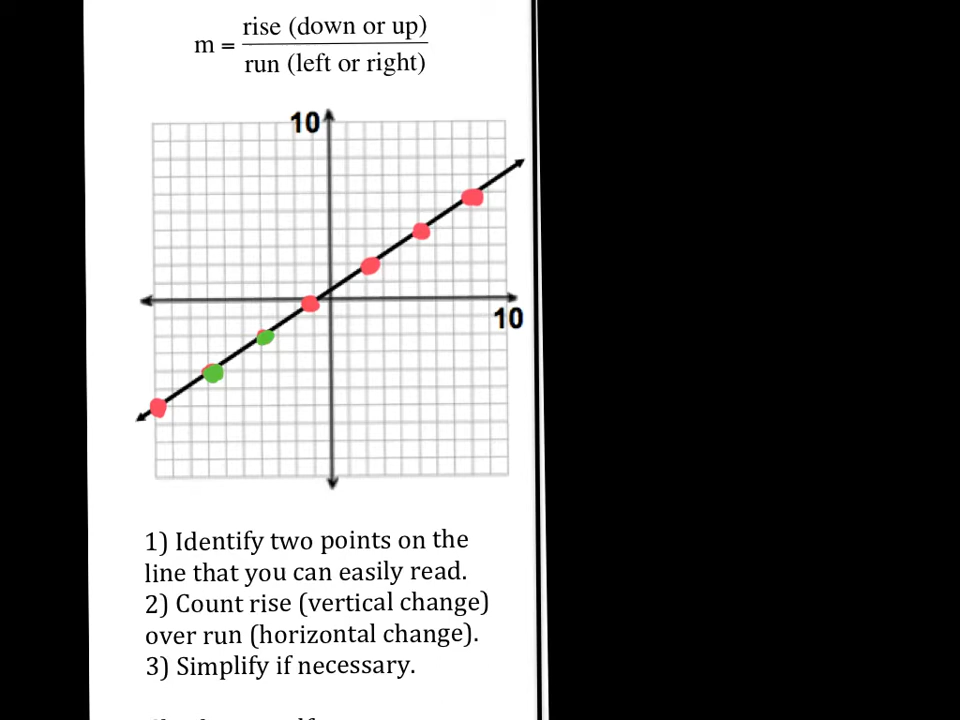 m = rise (down or up)
run (left or right)
10
10
1) Identify two points on the
line that you can easily read.
2) Count rise (vertical change)
over run (horizontal change).
3) Simplify if necessary.